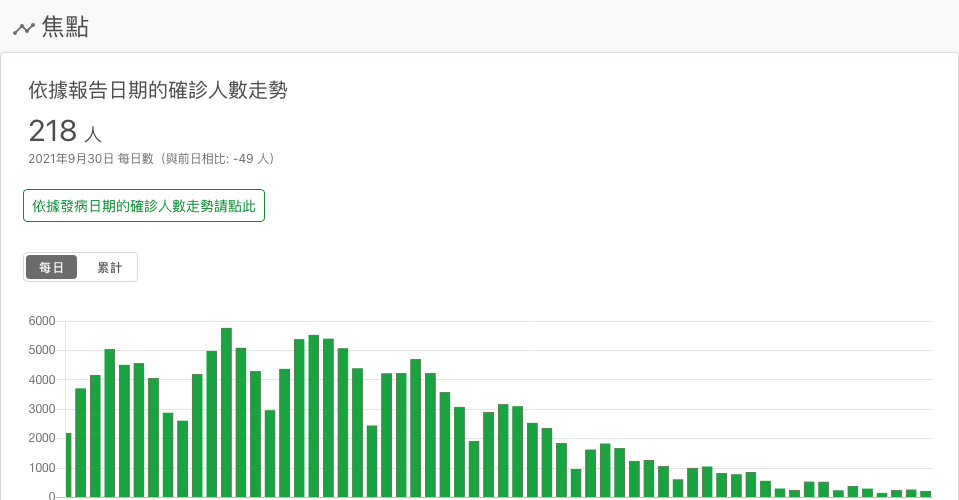 焦點
依據報告日期的確診人數走勢
218 人
2021年9月30日 每日數（與前日相比: -49 人）
依據發病日期的確診人數走勢請點此
每日 累計
6000
5000
4000
3000
2000
1000
0